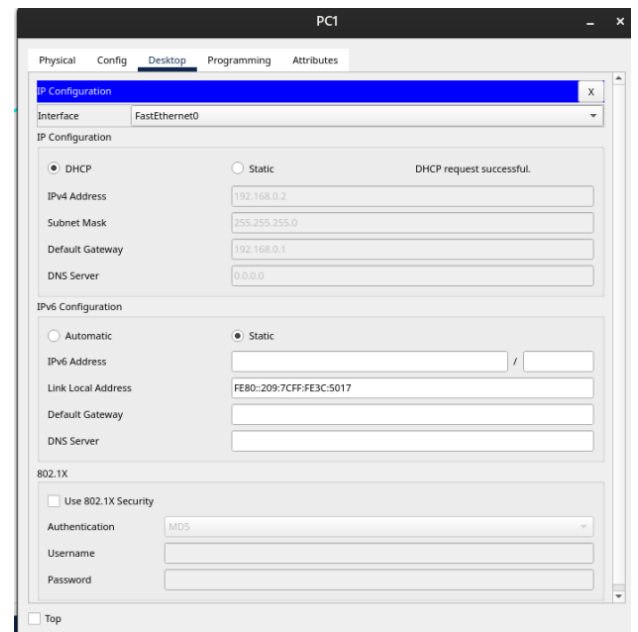 PC1
Physical Config Desktop Programming Attributes
IP Configuration X
Interface FastEthernet0
IP Configuration
DHCP Static DHCP request successful.
IPv4 Address 192.168.0.2
Subnet Mask 255.255.255.0
Default Gateway 192.168.0.1
DNS Server 0.0.0.0
IPv6 Configuration
Automatic Static
IPv6 Address /
Link Local Address FE80::209:7CFF:FE3C:5017
Default Gateway
DNS Server
802.1X
Use 802.1X Security
Authentication MD5
Username
Password
Top